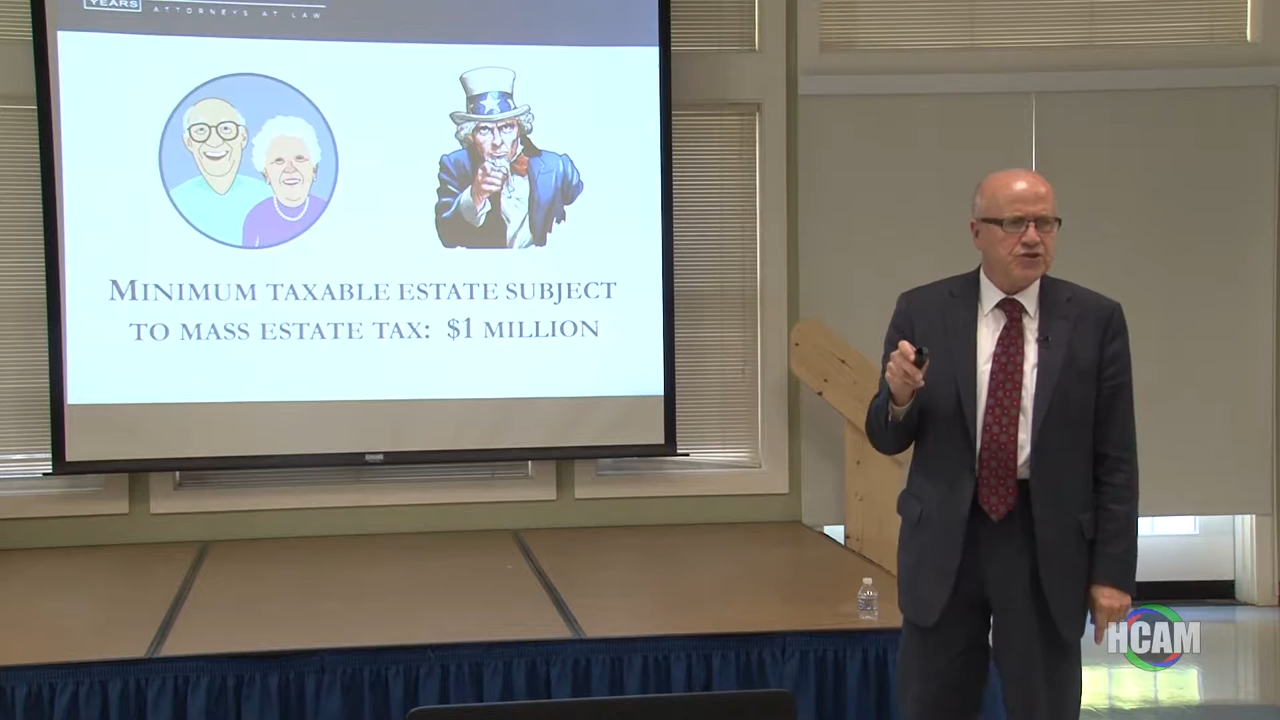 YEARS
ATTORNEYS AT LAW
MINIMUM TAXABLE ESTATE SUBJECT
TO MASS ESTATE TAX: $1 MILLION
HCAM